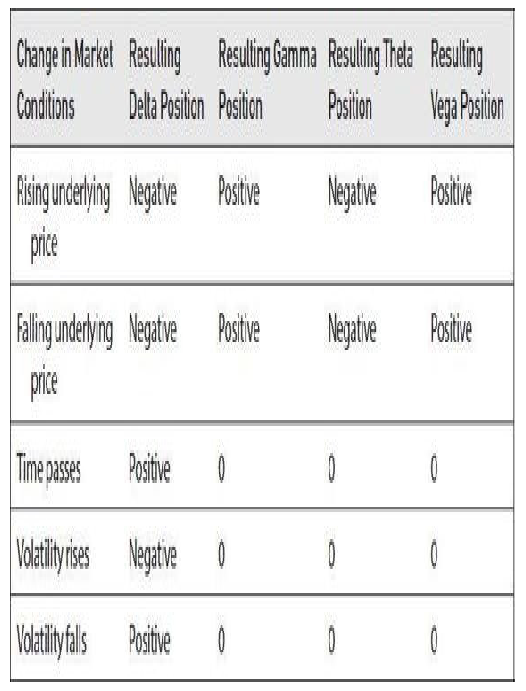 Change in Market Resulting Resulting Gamma Resulting Theta Resulting
Conditions Delta Position Position Position Vega Position
Rising underlying Negative Positive Negative Positive
price
Falling underlying Negative Positive Negative Positive
price
Time passes Positive 0 0 0
Volatility rises Negative 0 0 0
Volatility falls Positive 0 0 0